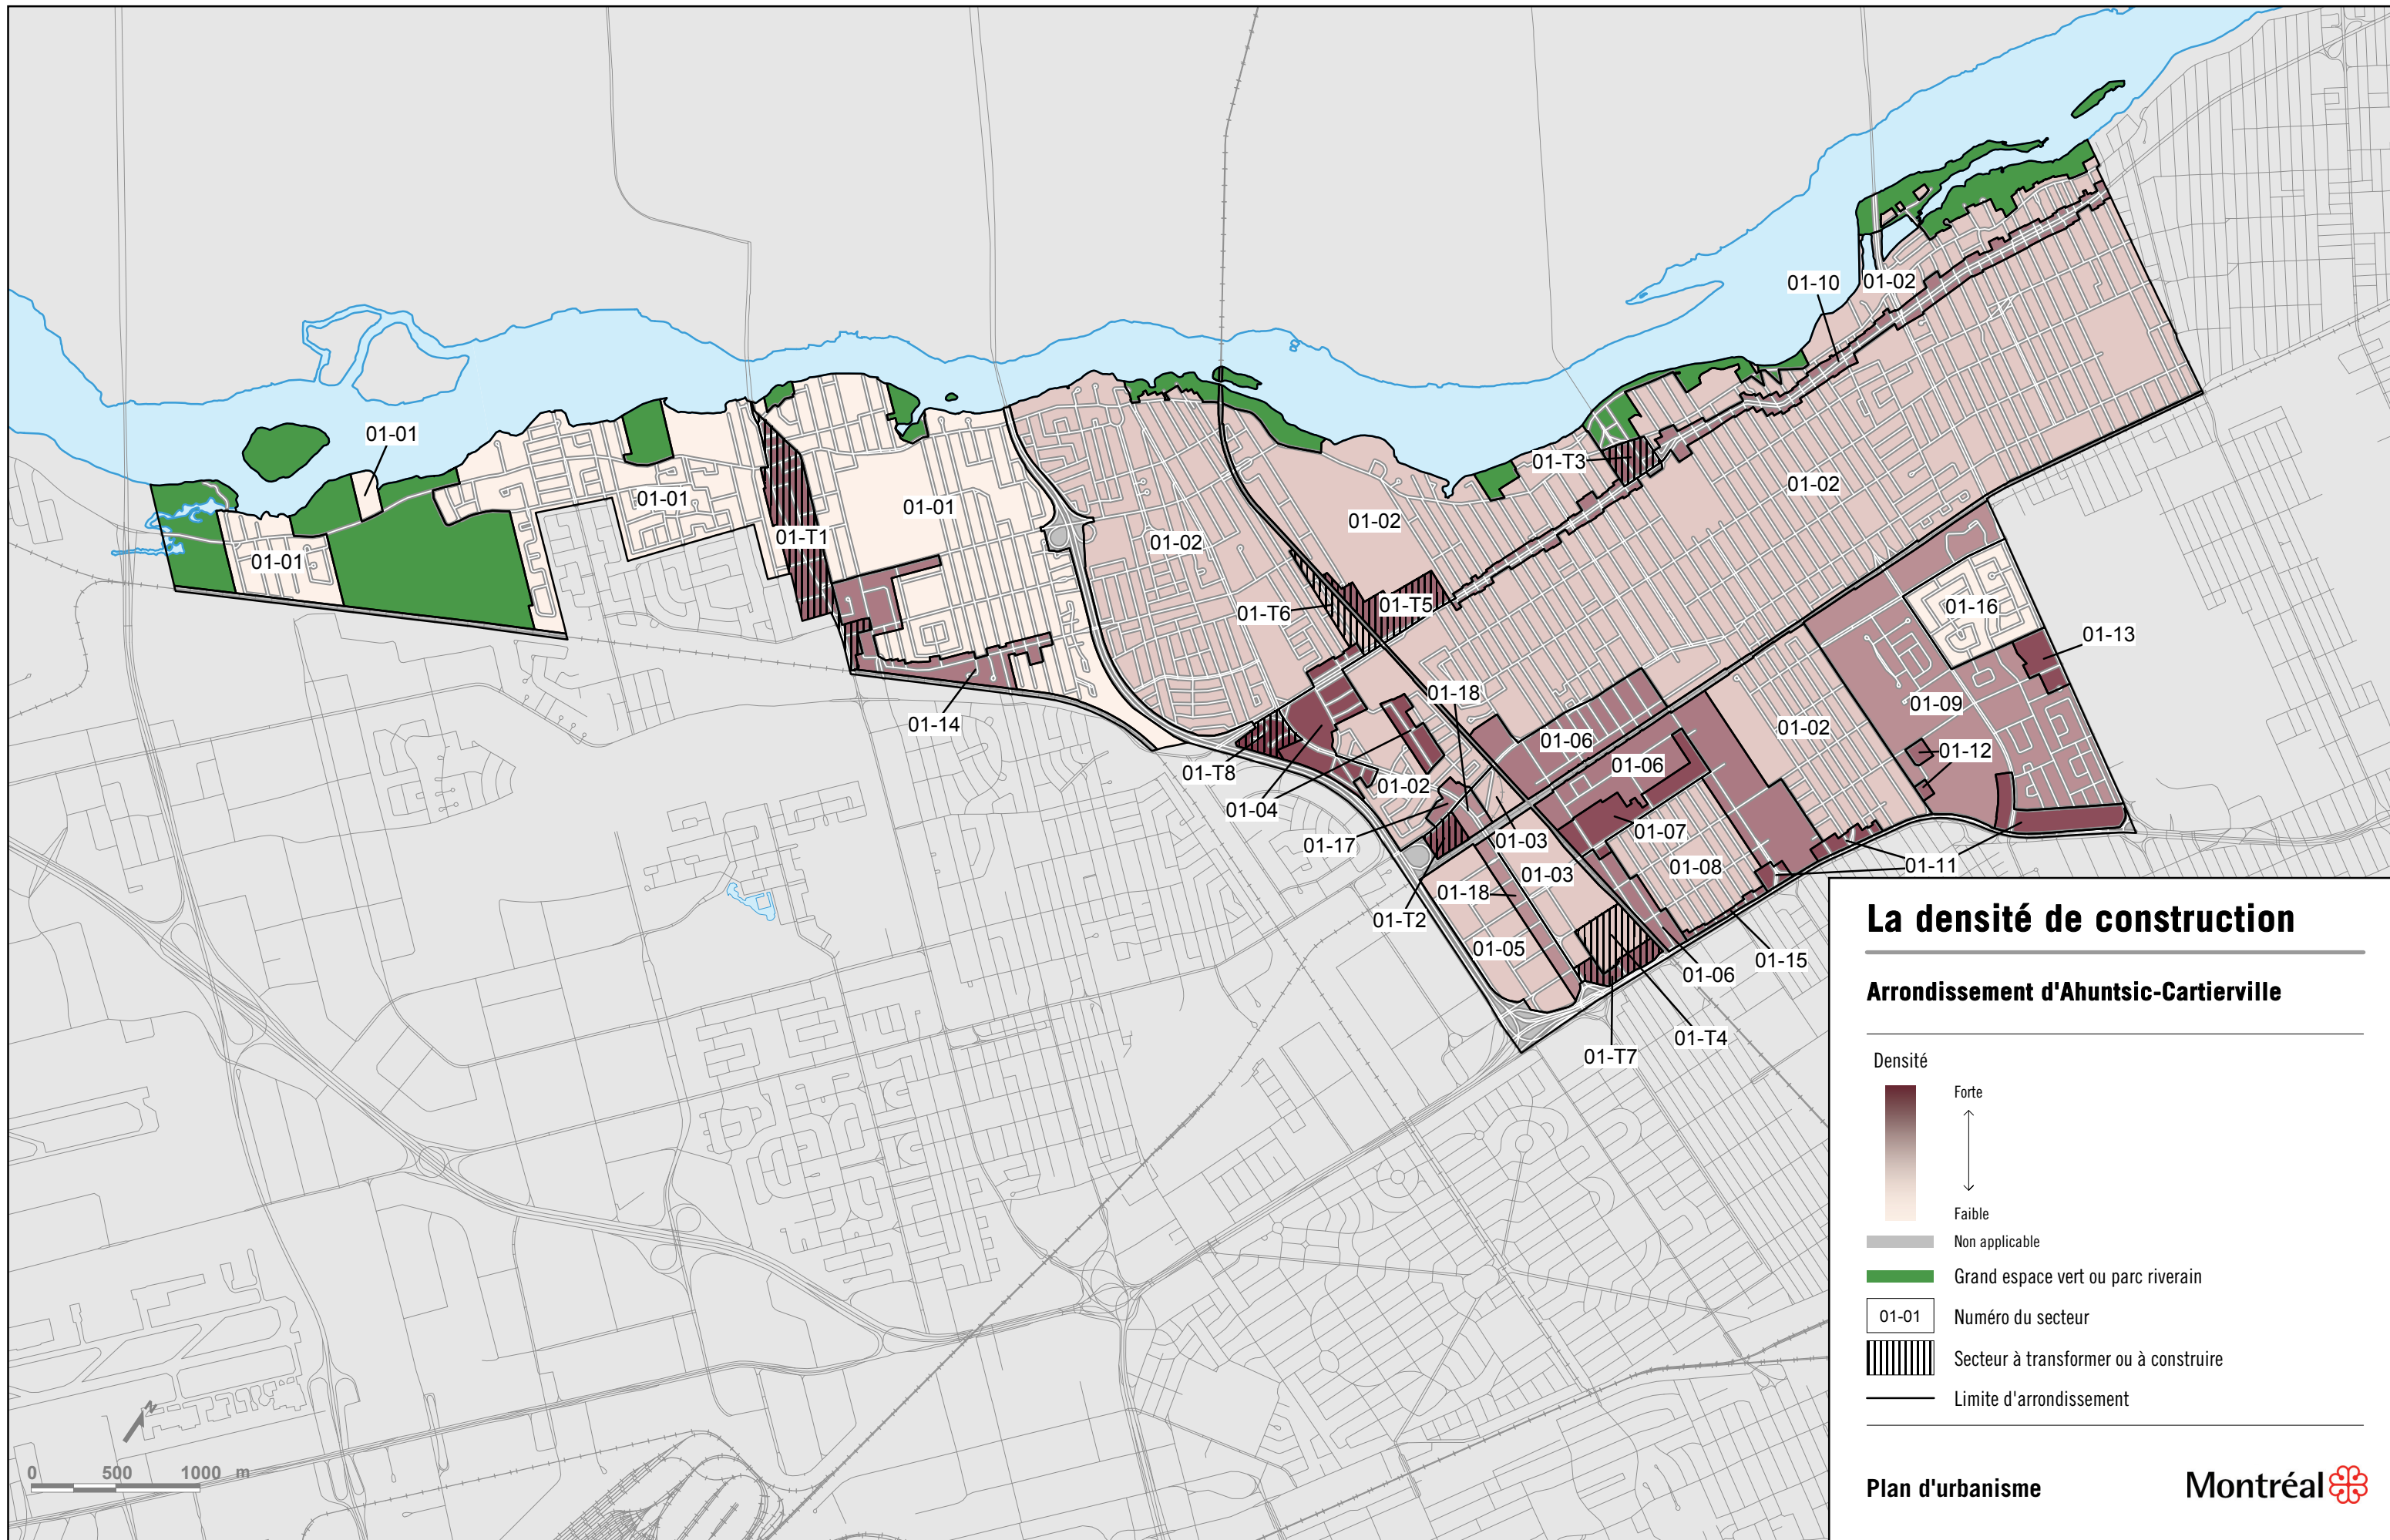 01-10
01-02
01-01
01-T3
01-01
01-01
01-02
01-02
01-02
01-T1
01-01
01-T5
01-T6
01-16
01-13
01-18
01-09
01-14
01-02
01-06
01-12
01-06
01-T8
01-02
01-04
01-07
01-03
01-17
01-11
01-08
01-03
01-18
01-T2
01-05
01-15
01-06
01-T4
01-T7
La densité de construction
Arrondissement d'Ahuntsic-Cartierville
Densité
Forte
Faible
Non applicable
Grand espace vert ou parc riverain
01-01
Numéro du secteur
Secteur à transformer ou à construire
Limite d'arrondissement
N
0 500 1000 m
Plan d'urbanisme
Montréal